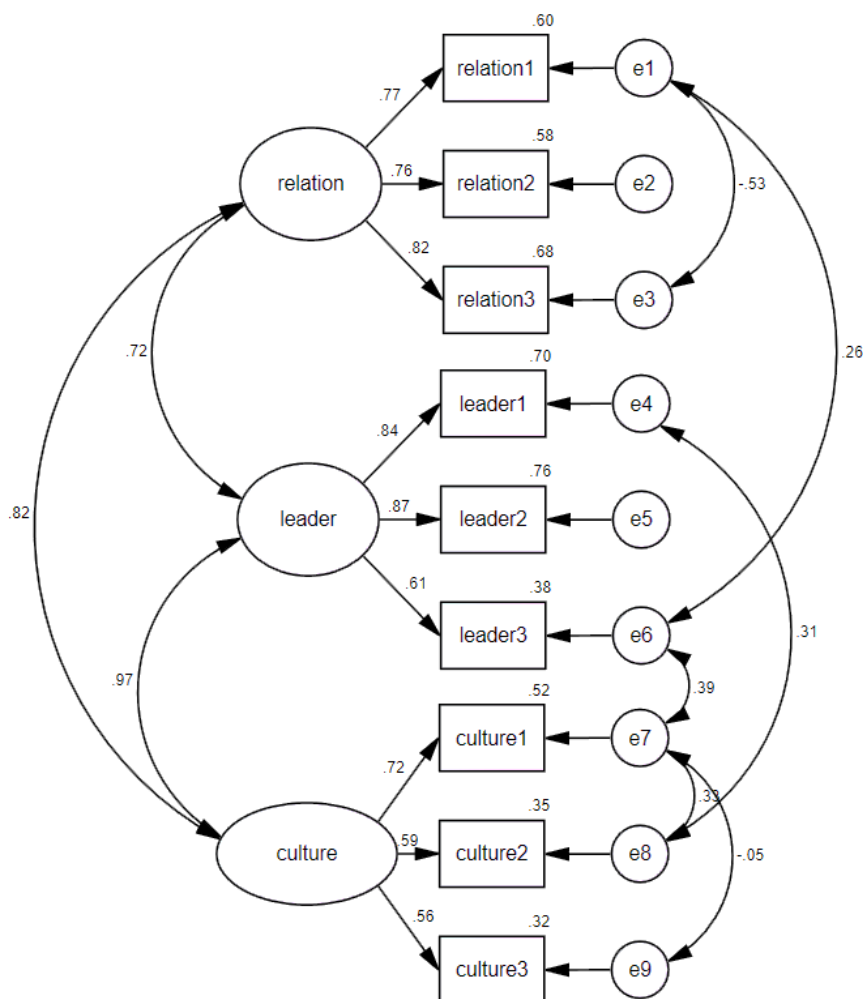 .60
relation1
e1
.77
.58
relation
.76
relation2
e2
-.53
.82
.68
relation3
e3
.72
.26
.70
leader1
e4
.84
.76
.82
leader
.87
leader2
e5
.61
.38
leader3
e6
.31
.97
.39
.52
culture1
e7
.72
.33
.35
culture
.59
culture2
e8
-.05
.56
.32
culture3
e9